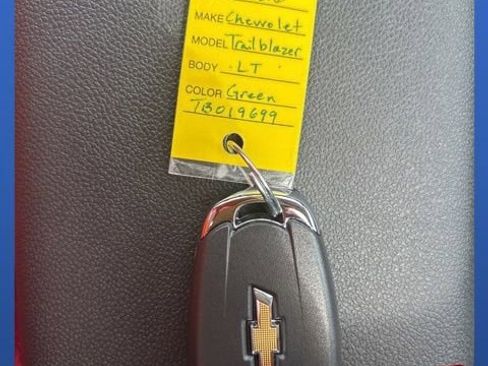 MAKE Chevrolet
MODEL Trailblazer
BODY LT
COLOR Green
TB019699